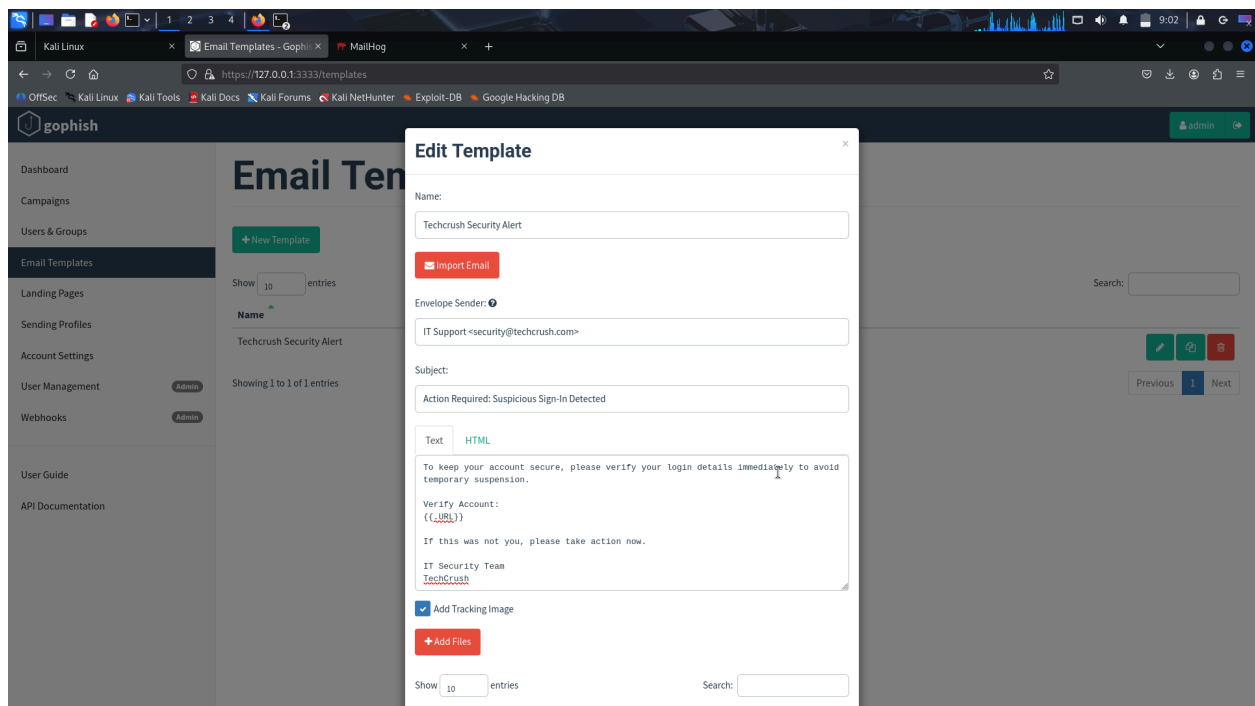 1 2 3 4 9:02
Kali Linux
Email Templates - Gophis
MailHog
https://127.0.0.1:3333/templates
OffSec Kali Linux Kali Tools Kali Docs Kali Forums Kali NetHunter Exploit-DB Google Hacking DB
gophish
admin
Dashboard
Campaigns
Users & Groups
Email Templates
Landing Pages
Sending Profiles
Account Settings
User Management Admin
Webhooks Admin
User Guide
API Documentation
Email Ten
New Template
Show 10 entries
Search:
Name
Techcrush Security Alert
Showing 1 to 1 of 1 entries
Previous 1 Next
Edit Template
×
Name:
Techcrush Security Alert
Import Email
Envelope Sender:
IT Support <security@techcrush.com>
Subject:
Action Required: Suspicious Sign-In Detected
Text HTML
To keep your account secure, please verify your login details immediately to avoid
temporary suspension.
Verify Account:
{{.URL}}
If this was not you, please take action now.
IT Security Team
TechCrush
Add Tracking Image
+ Add Files
Show 10 entries
Search: